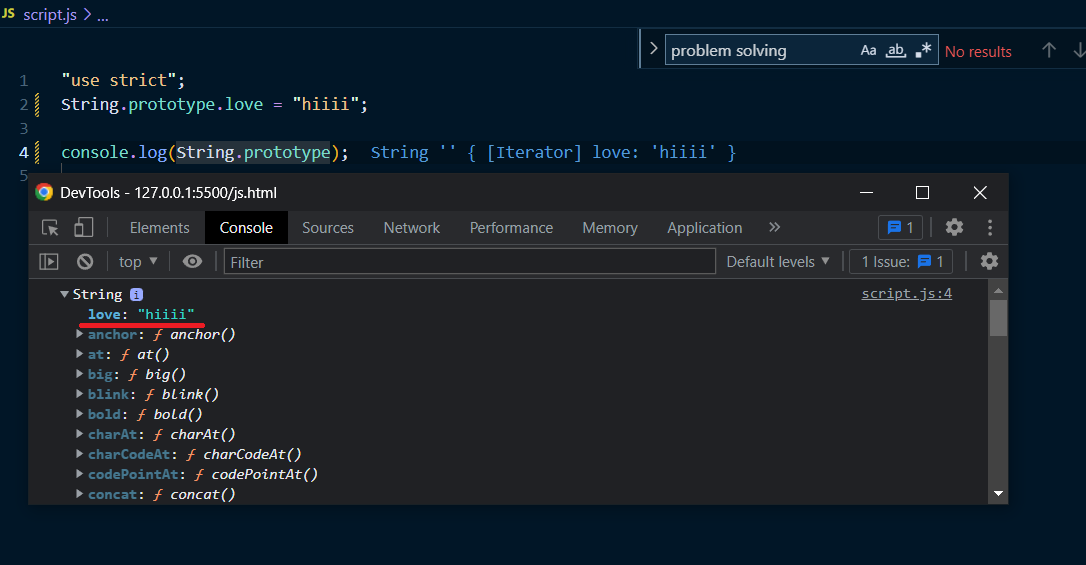 JS script.js > ...
problem solving Aa ab .* No results
1 "use strict";
2 String.prototype.love = "hiiii";
3
4 console.log(String.prototype); String '' { [Iterator] love: 'hiiii' }
5
DevTools - 127.0.0.1:5500/js.html
Elements Console Sources Network Performance Memory Application » 1
top ▼ Filter Default levels ▼ 1 Issue: 1
▼String i script.js:4
love: "hiiii"
▶ anchor: ƒ anchor()
▶ at: ƒ at()
▶ big: ƒ big()
▶ blink: ƒ blink()
▶ bold: ƒ bold()
▶ charAt: ƒ charAt()
▶ charCodeAt: ƒ charCodeAt()
▶ codePointAt: ƒ codePointAt()
▶ concat: ƒ concat()